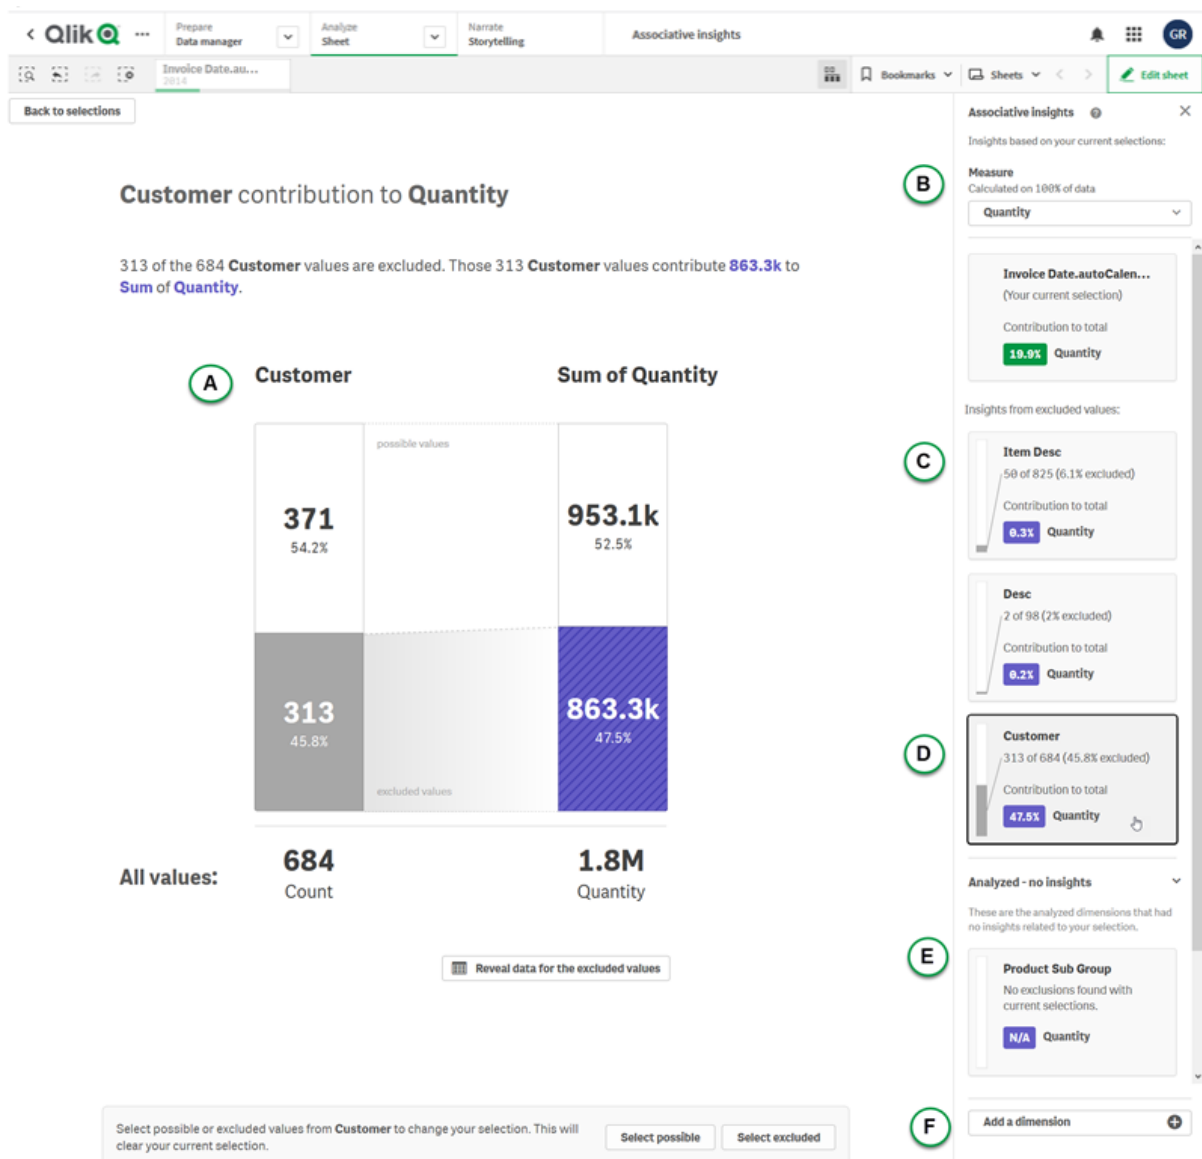 Qlik
Prepare
Data manager
Analyze
Sheet
Narrate
Storytelling
Associative insights
GR
Invoice Date.au...
2014
Bookmarks
Sheets
Edit sheet
Back to selections
Customer contribution to Quantity
313 of the 684 Customer values are excluded. Those 313 Customer values contribute 863.3k to
Sum of Quantity.
A
Customer
Sum of Quantity
possible values
371
54.2%
953.1k
52.5%
313
45.8%
863.3k
47.5%
excluded values
All values:
684
Count
1.8M
Quantity
Reveal data for the excluded values
Select possible or excluded values from Customer to change your selection. This will
clear your current selection.
Select possible
Select excluded
Associative insights
Insights based on your current selections:
B
Measure
Calculated on 100% of data
Quantity
Invoice Date.autoCalen...
(Your current selection)
Contribution to total
19.9% Quantity
Insights from excluded values:
C
Item Desc
50 of 825 (6.1% excluded)
Contribution to total
0.3% Quantity
Desc
2 of 98 (2% excluded)
Contribution to total
0.2% Quantity
D
Customer
313 of 684 (45.8% excluded)
Contribution to total
47.5% Quantity
Analyzed - no insights
These are the analyzed dimensions that had
no insights related to your selection.
E
Product Sub Group
No exclusions found with
current selections.
N/A Quantity
F
Add a dimension